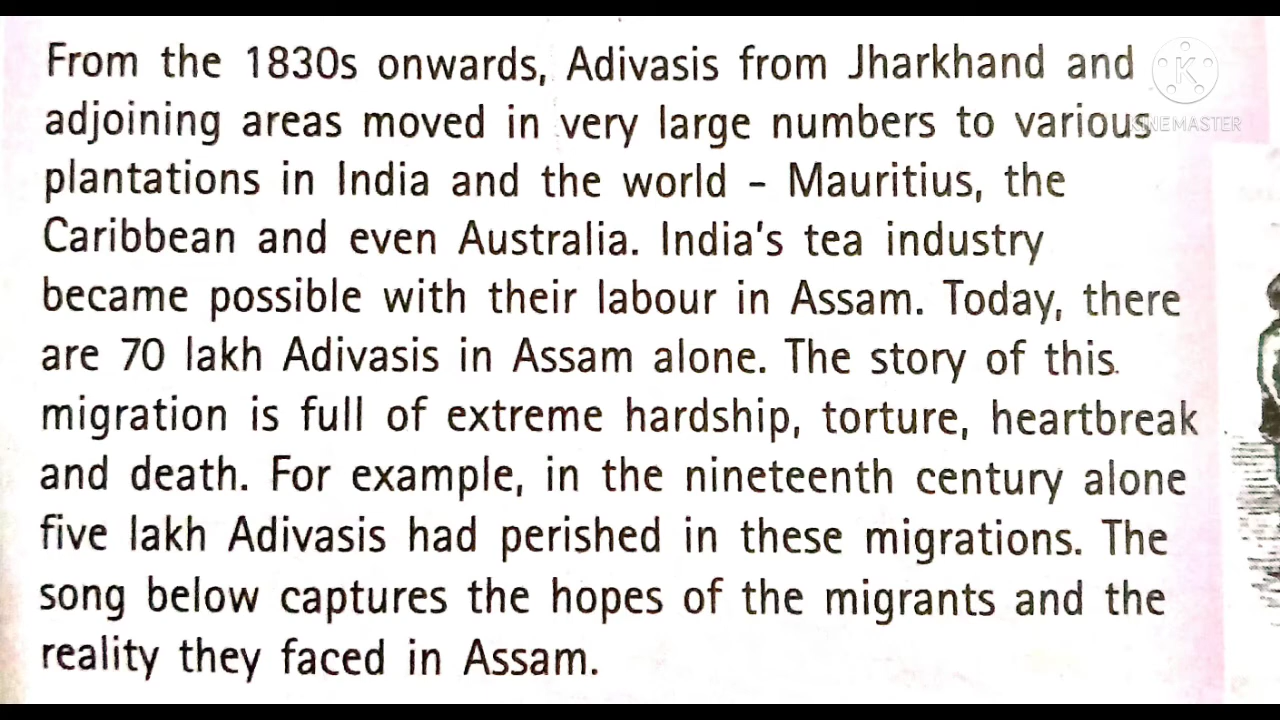 From the 1830s onwards, Adivasis from Jharkhand and
adjoining areas moved in very large numbers to various
plantations in India and the world - Mauritius, the
Caribbean and even Australia. India's tea industry
became possible with their labour in Assam. Today, there
are 70 lakh Adivasis in Assam alone. The story of this
migration is full of extreme hardship, torture, heartbreak
and death. For example, in the nineteenth century alone
five lakh Adivasis had perished in these migrations. The
song below captures the hopes of the migrants and the
reality they faced in Assam.
K
KINEMASTER